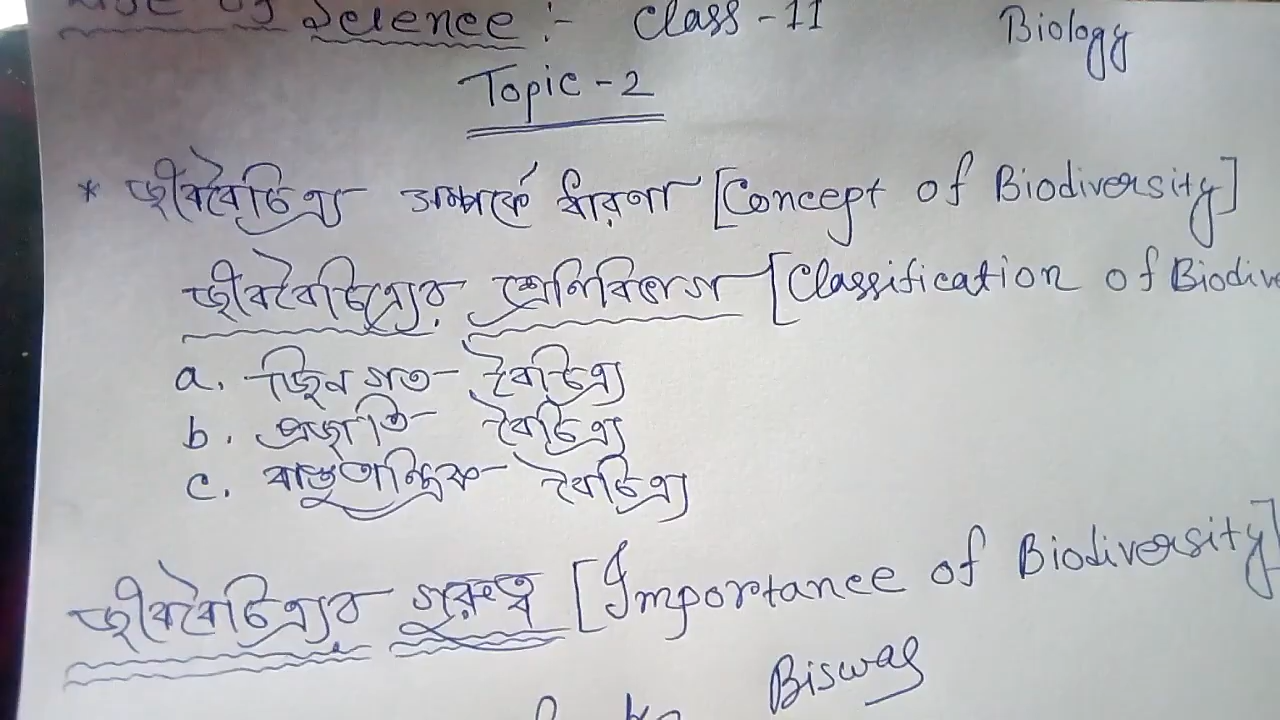 of Science :- Class - 11 Biology
Topic - 2
* জীববৈচিত্র্য সম্পর্কে ধারণা [Concept of Biodiversity]
জীববৈচিত্র্যের শ্রেনিবিভাগ [Classification of Biodive
a. জিনগত- বৈচিত্র্য
b. প্রজাতি- বৈচিত্র্য
c. বাস্তুতান্ত্রিক- বৈচিত্র্য
জীববৈচিত্র্যের গুরুত্ব [Importance of Biodiversity]
Biswas